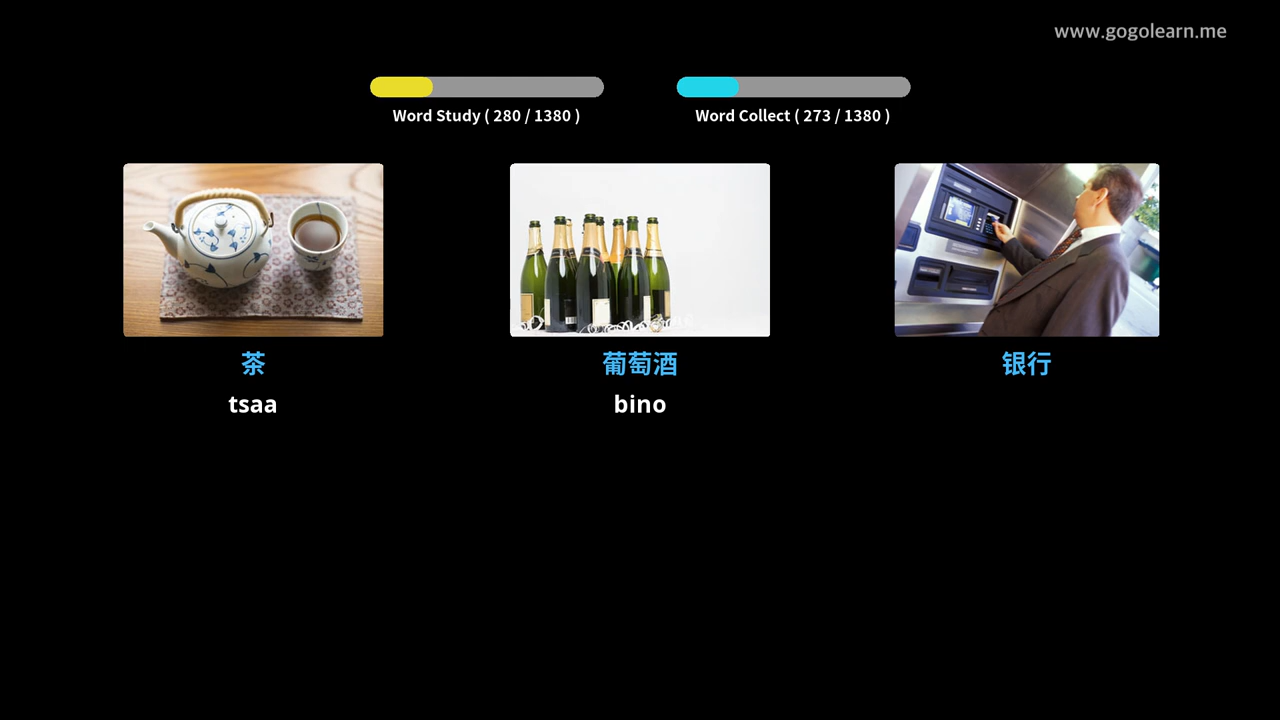 www.gogolearn.me
Word Study ( 280 / 1380 )
Word Collect ( 273 / 1380 )
茶
葡萄酒
银行
tsaa
bino